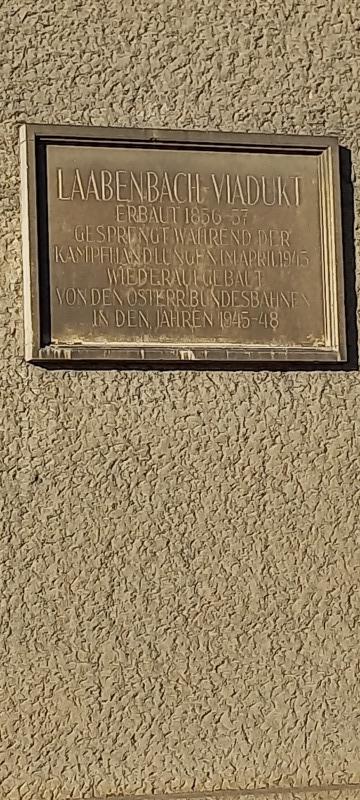 LAABENBACH-VIADUKT
ERBAUT 1856-57
GESPRENGT WÄHREND DER
KAMPFHANDLUNGEN IM APRIL 1945
WIEDERAUFGEBAUT
VON DEN ÖSTERR. BUNDESBAHNEN
IN DEN JAHREN 1945-48